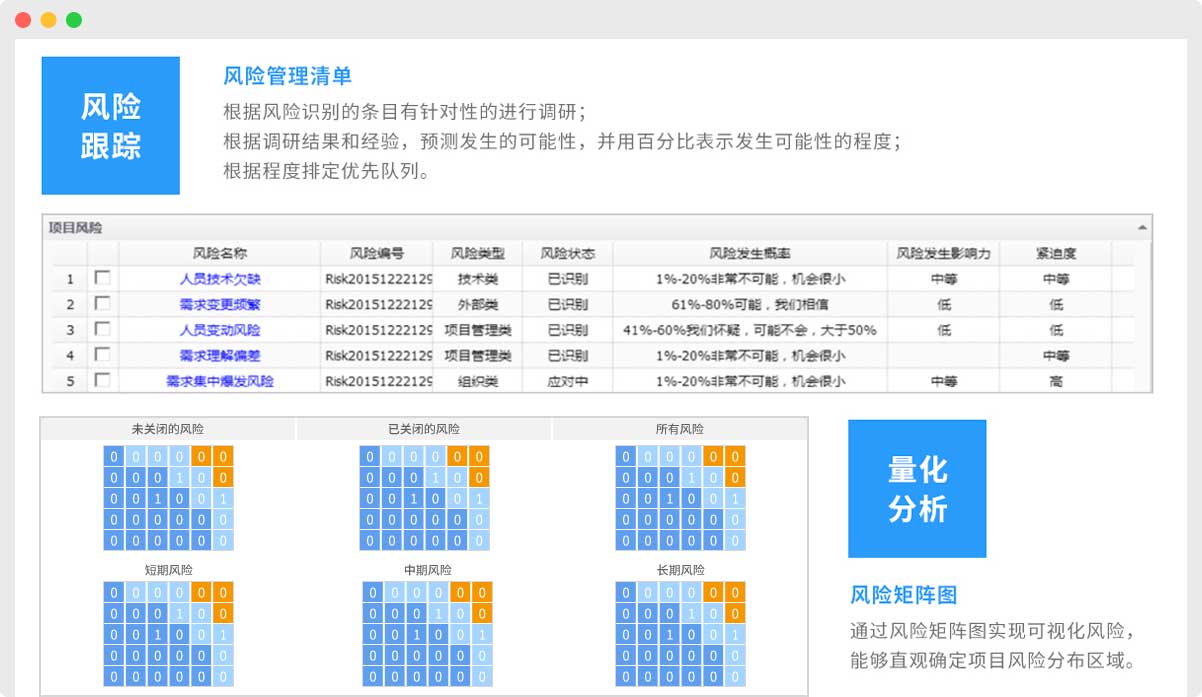 风险
跟踪
风险管理清单
根据风险识别的条目有针对性的进行调研；
根据调研结果和经验，预测发生的可能性，并用百分比表示发生可能性的程度；
根据程度排定优先队列。
项目风险
风险名称 风险编号 风险类型 风险状态 风险发生概率 风险发生影响力 紧迫度
1 人员技术欠缺 Risk20151222129 技术类 已识别 1%-20%非常不可能，机会很小 中等 中等
2 需求变更频繁 Risk20151222129 外部类 已识别 61%-80%可能，我们相信 低 低
3 人员变动风险 Risk20151222129 项目管理类 已识别 41%-60%我们怀疑，可能不会，大于50% 低 低
4 需求理解偏差 Risk20151222129 项目管理类 已识别 1%-20%非常不可能，机会很小 中等
5 需求集中爆发风险 Risk20151222129 组织类 应对中 1%-20%非常不可能，机会很小 中等 高
未关闭的风险 已关闭的风险 所有风险
0 0 0 0 0 0 0 0 0 0 0 0 0 0 0 0 0 0
0 0 0 1 0 0 0 0 0 1 0 0 0 0 0 1 0 0
0 0 1 0 0 1 0 0 1 0 0 1 0 0 1 0 0 1
0 0 0 0 0 0 0 0 0 0 0 0 0 0 0 0 0 0
0 0 0 0 0 0 0 0 0 0 0 0 0 0 0 0 0 0
短期风险 中期风险 长期风险
0 0 0 0 0 0 0 0 0 0 0 0 0 0 0 0 0 0
0 0 0 1 0 0 0 0 0 1 0 0 0 0 0 1 0 0
0 0 1 0 0 1 0 0 1 0 0 1 0 0 1 0 0 1
0 0 0 0 0 0 0 0 0 0 0 0 0 0 0 0 0 0
0 0 0 0 0 0 0 0 0 0 0 0 0 0 0 0 0 0
量化
分析
风险矩阵图
通过风险矩阵图实现可视化风险，
能够直观确定项目风险分布区域。